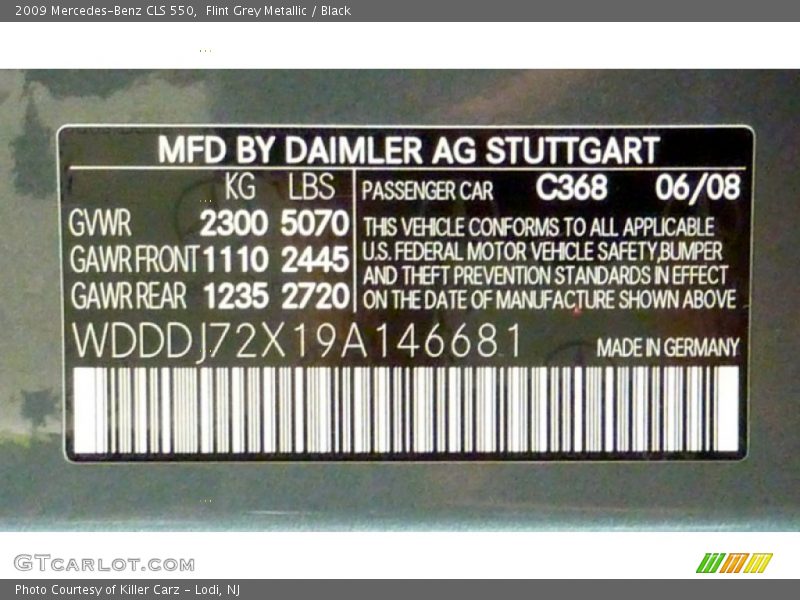 2009 Mercedes-Benz CLS 550,  Flint Grey Metallic / Black
MFD BY DAIMLER AG STUTTGART
KG LBS
GVWR 2300 5070
GAWR FRONT 1110 2445
GAWR REAR 1235 2720
PASSENGER CAR C368 06/08
THIS VEHICLE CONFORMS TO ALL APPLICABLE
U.S. FEDERAL MOTOR VEHICLE SAFETY,BUMPER
AND THEFT PREVENTION STANDARDS IN EFFECT
ON THE DATE OF MANUFACTURE SHOWN ABOVE
WDDDJ72X19A146681
MADE IN GERMANY
GTCARLOT.COM
Photo Courtesy of Killer Carz - Lodi, NJ